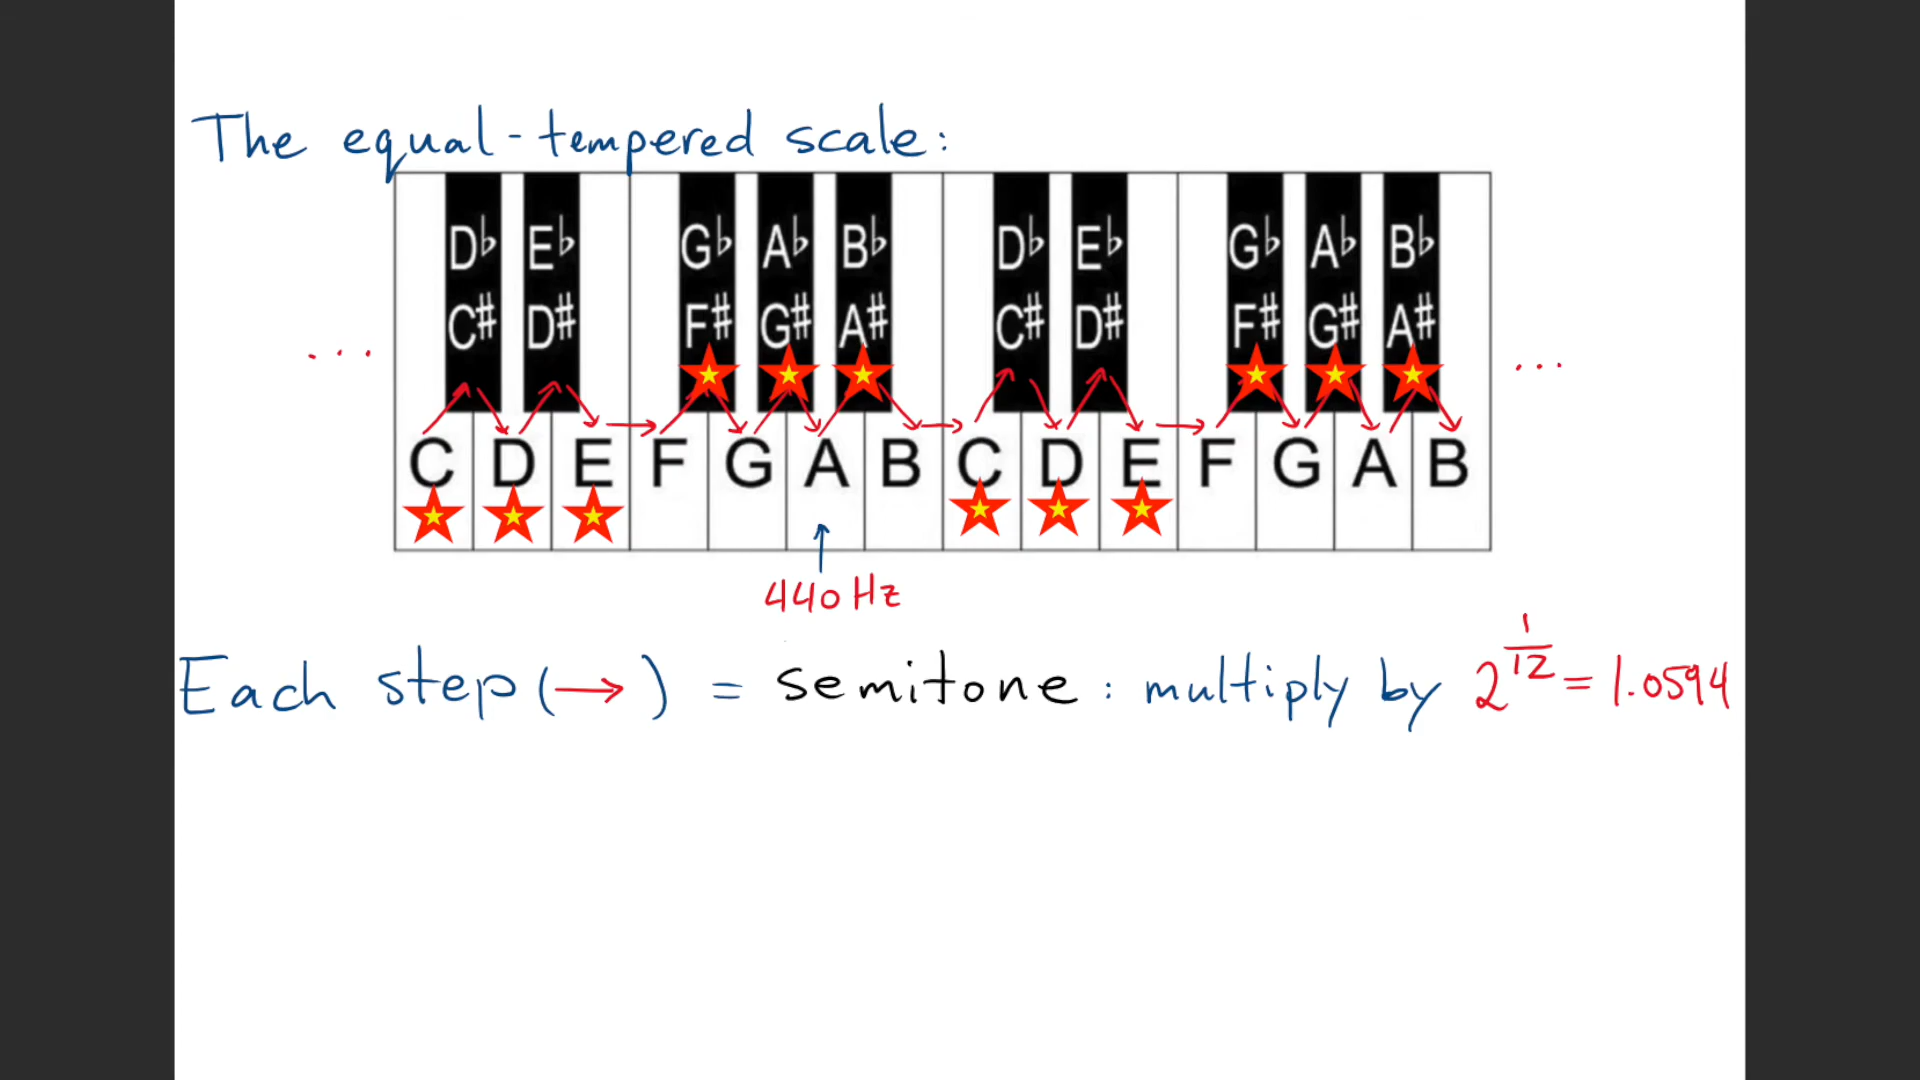 The equal-tempered scale:
D♭ E♭ G♭ A♭ B♭ D♭ E♭ G♭ A♭ B♭
C# D# F# G# A# C# D# F# G# A#
... ...
C D E F G A B C D E F G A B
440 Hz
Each step (→) = semitone : multiply by 2^1/12 = 1.0594